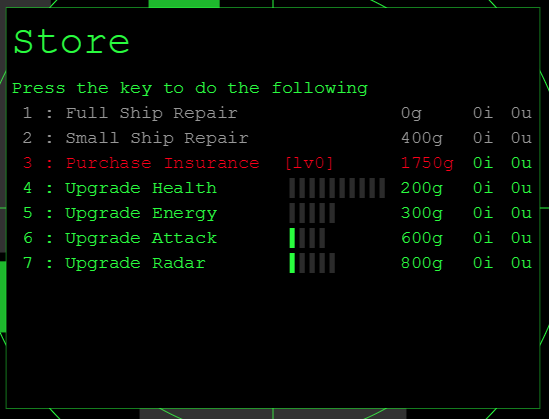 Store
Press the key to do the following
1 : Full Ship Repair 0g 0i 0u
2 : Small Ship Repair 400g 0i 0u
3 : Purchase Insurance [lv0] 1750g 0i 0u
4 : Upgrade Health 200g 0i 0u
5 : Upgrade Energy 300g 0i 0u
6 : Upgrade Attack 600g 0i 0u
7 : Upgrade Radar 800g 0i 0u